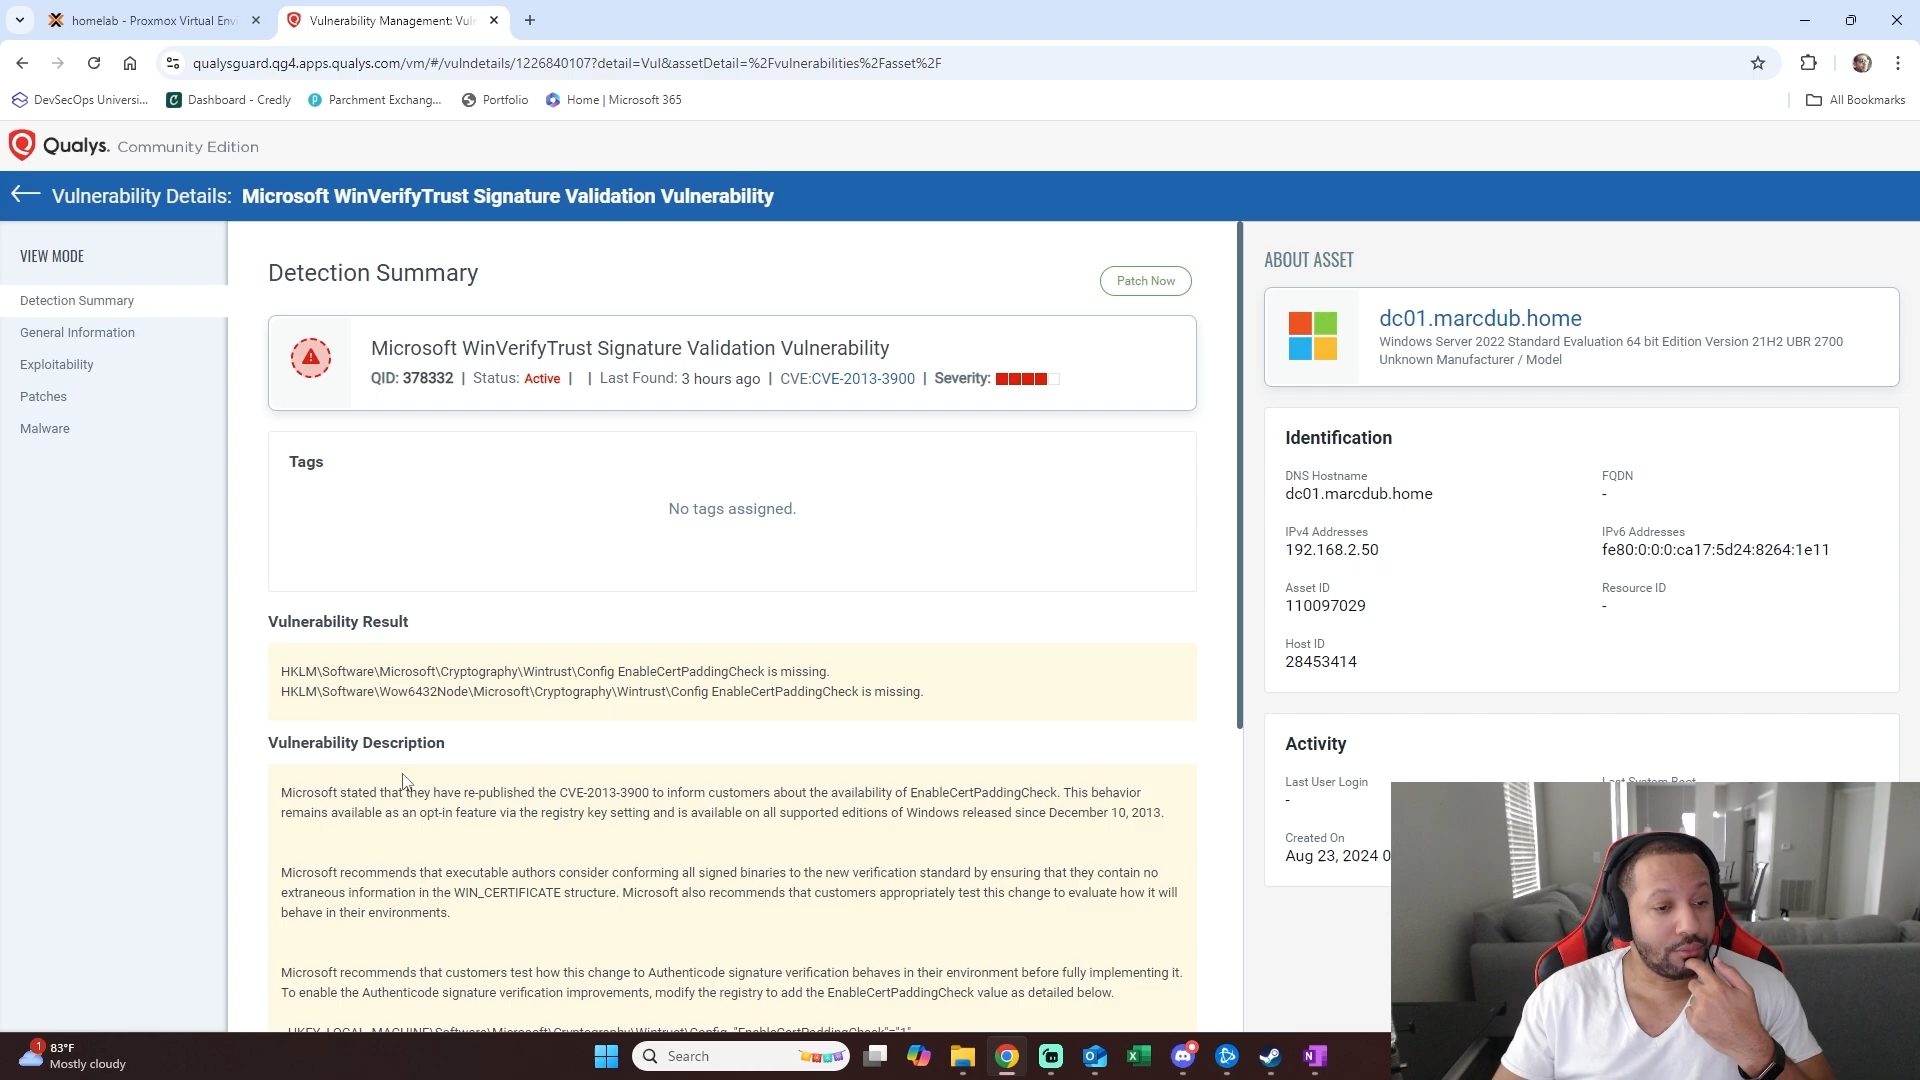 homelab - Proxmox Virtual Envi
Vulnerability Management: Vul
qualysguard.qg4.apps.qualys.com/vm/#/vulndetails/1226840107?detail=Vul&assetDetail=%2Fvulnerabilities%2Fasset%2F
DevSecOps Universi...
Dashboard - Credly
Parchment Exchang...
Portfolio
Home | Microsoft 365
All Bookmarks
Qualys. Community Edition
Vulnerability Details: Microsoft WinVerifyTrust Signature Validation Vulnerability
VIEW MODE
Detection Summary
General Information
Exploitability
Patches
Malware
Detection Summary
Patch Now
Microsoft WinVerifyTrust Signature Validation Vulnerability
QID: 378332 | Status: Active | | Last Found: 3 hours ago | CVE:CVE-2013-3900 | Severity:
Tags
No tags assigned.
Vulnerability Result
HKLM\Software\Microsoft\Cryptography\Wintrust\Config EnableCertPaddingCheck is missing.
HKLM\Software\Wow6432Node\Microsoft\Cryptography\Wintrust\Config EnableCertPaddingCheck is missing.
Vulnerability Description
Microsoft stated that they have re-published the CVE-2013-3900 to inform customers about the availability of EnableCertPaddingCheck. This behavior
remains available as an opt-in feature via the registry key setting and is available on all supported editions of Windows released since December 10, 2013.
Microsoft recommends that executable authors consider conforming all signed binaries to the new verification standard by ensuring that they contain no
extraneous information in the WIN_CERTIFICATE structure. Microsoft also recommends that customers appropriately test this change to evaluate how it will
behave in their environments.
Microsoft recommends that customers test how this change to Authenticode signature verification behaves in their environment before fully implementing it.
To enable the Authenticode signature verification improvements, modify the registry to add the EnableCertPaddingCheck value as detailed below.
HKEY_LOCAL_MACHINE\Software\Microsoft\Cryptography\Wintrust\Config "EnableCertPaddingCheck"="1"
ABOUT ASSET
dc01.marcdub.home
Windows Server 2022 Standard Evaluation 64 bit Edition Version 21H2 UBR 2700
Unknown Manufacturer / Model
Identification
DNS Hostname
dc01.marcdub.home
FQDN
-
IPv4 Addresses
192.168.2.50
IPv6 Addresses
fe80:0:0:0:ca17:5d24:8264:1e11
Asset ID
110097029
Resource ID
-
Host ID
28453414
Activity
Last User Login
-
Last System Boot
Created On
Aug 23, 2024 0
1
83°F
Mostly cloudy
Search